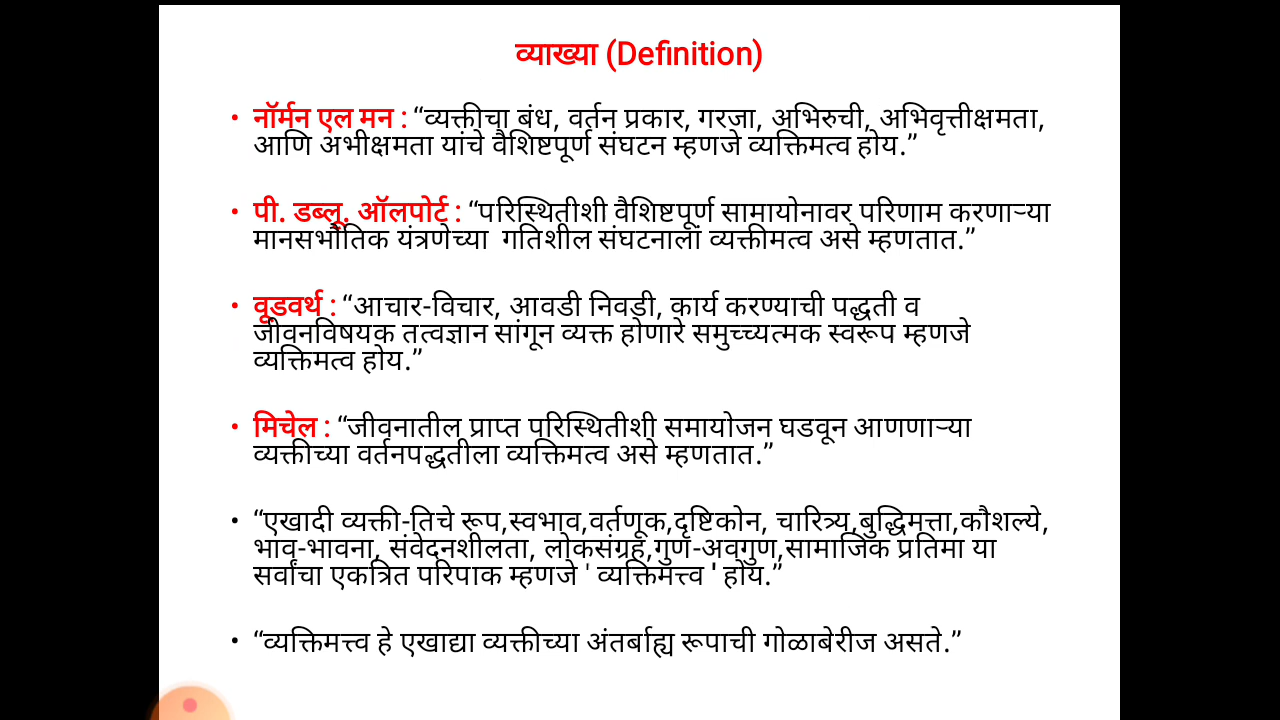 व्याख्या (Definition)
• नॉर्मन एल मन : “व्यक्तीचा बंध, वर्तन प्रकार, गरजा, अभिरुची, अभिवृत्तीक्षमता,
आणि अभीक्षमता यांचे वैशिष्टपूर्ण संघटन म्हणजे व्यक्तिमत्व होय.”
• पी. डब्लू. ऑलपोर्ट : “परिस्थितीशी वैशिष्टपूर्ण सामायोनावर परिणाम करणाऱ्या
मानसभौतिक यंत्रणेच्या गतिशील संघटनालां व्यक्तीमत्व असे म्हणतात.”
• वूडवर्थ : “आचार-विचार, आवडी निवडी, कार्य करण्याची पद्धती व
जीवनविषयक तत्वज्ञान सांगून व्यक्त होणारे समुच्च्यत्मक स्वरूप म्हणजे
व्यक्तिमत्व होय.”
• मिचेल : “जीवनातील प्राप्त परिस्थितीशी समायोजन घडवून आणणाऱ्या
व्यक्तीच्या वर्तनपद्धतीला व्यक्तिमत्व असे म्हणतात.”
• “एखादी व्यक्ती-तिचे रूप,स्वभाव,वर्तणूक,दृष्टिकोन, चारित्र्य,बुद्धिमत्ता,कौशल्ये,
भाव-भावना, संवेदनशीलता, लोकसंग्रह,गुण-अवगुण,सामाजिक प्रतिमा या
सर्वांचा एकत्रित परिपाक म्हणजे ' व्यक्तिमत्त्व ' होय.”
• “व्यक्तिमत्त्व हे एखाद्या व्यक्तीच्या अंतर्बाह्य रूपाची गोळाबेरीज असते.”